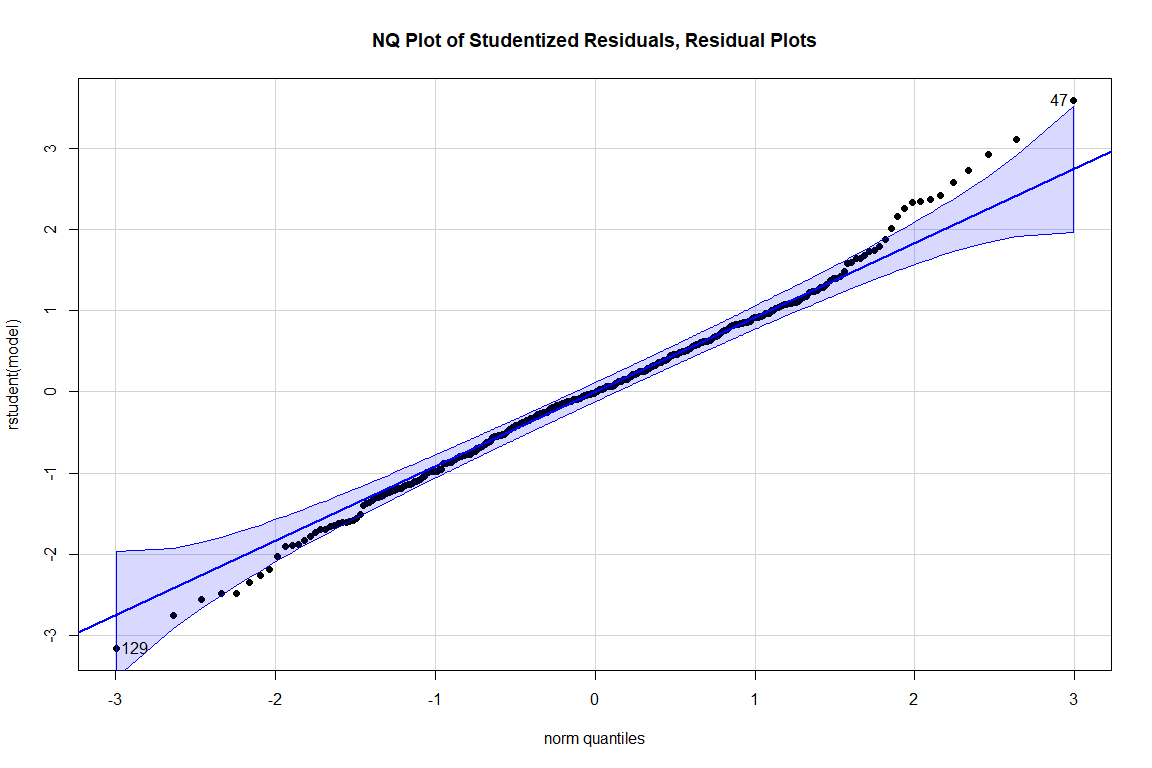 NQ Plot of Studentized Residuals, Residual Plots
47
3
2
1
0
-1
-2
-3
rstudent(model)
129
-3 -2 -1 0 1 2 3
norm quantiles